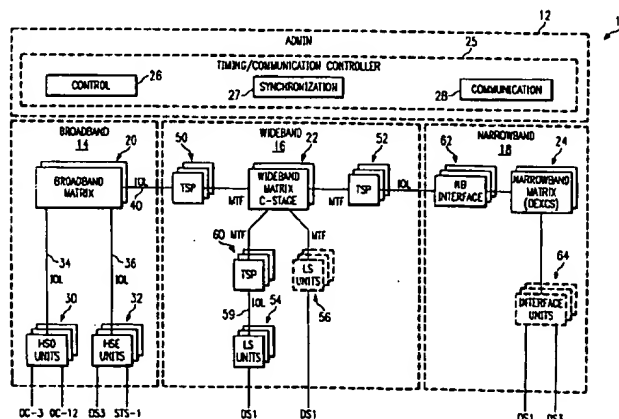 12
ADMIN
25
TIMING/COMMUNICATION CONTROLLER
CONTROL
26
27
SYNCHRONIZATION
28
COMMUNICATION
BROADBAND
14
20
BROADBAND MATRIX
IOL
40
34
36
IOL
30
HSO UNITS
32
HSE UNITS
OC-3
OC-12
DS3
STS-1
50
TSP
MTF
WIDEBAND
16
22
WIDEBAND MATRIX C-STAGE
MTF
52
TSP
IOL
MTF
MTF
60
TSP
LS UNITS
56
59
IOL
54
LS UNITS
DS1
DS1
NARROWBAND
18
62
NB INTERFACE
24
NARROWBAND MATRIX (DEXCS)
64
INTERFACE UNITS
DS1